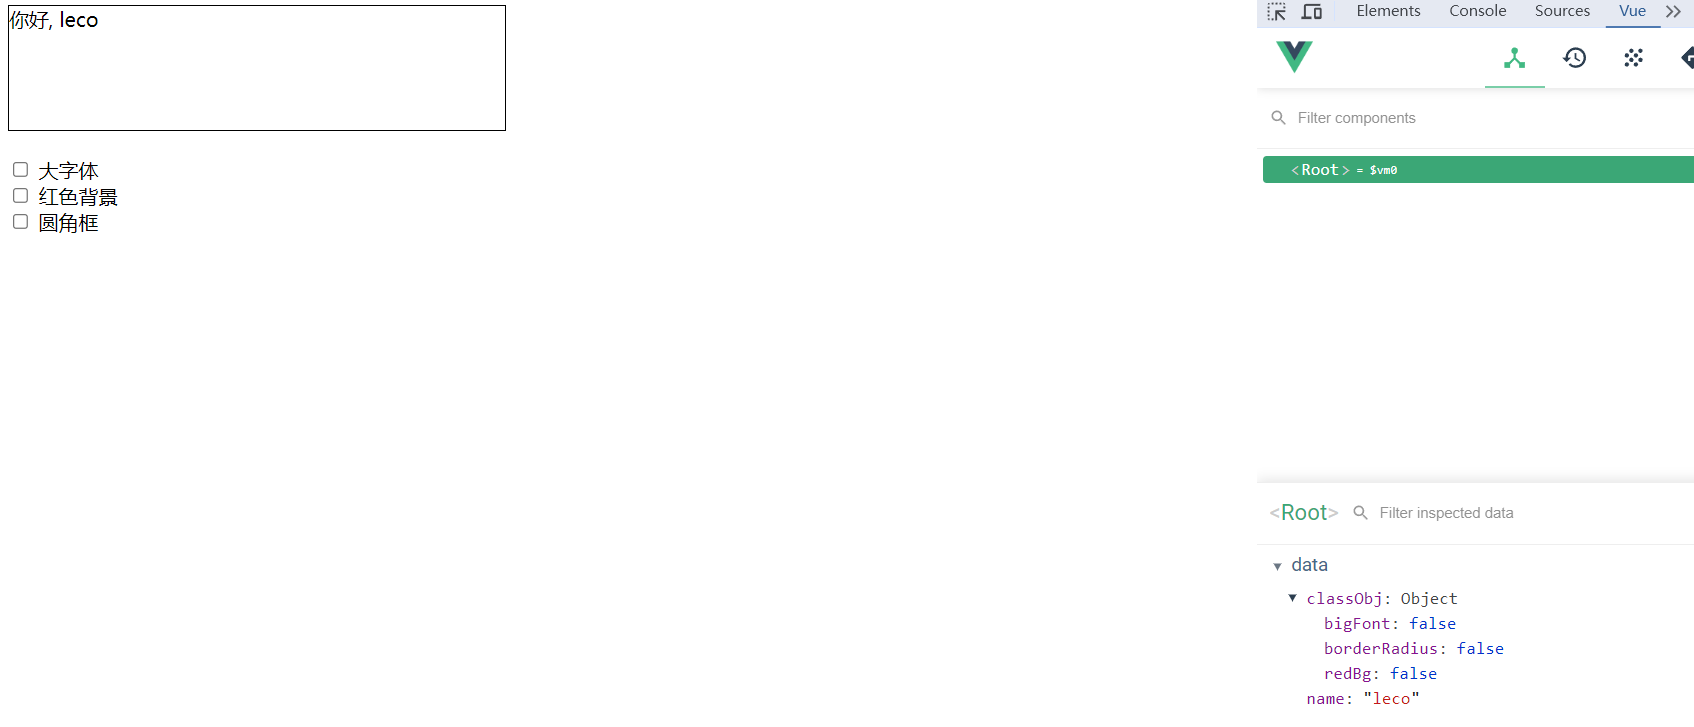 你好, leco
大字体
红色背景
圆角框
Elements Console Sources Vue
Filter components
<Root> = $vm0
<Root> Filter inspected data
data
classObj: Object
bigFont: false
borderRadius: false
redBg: false
name: "leco"